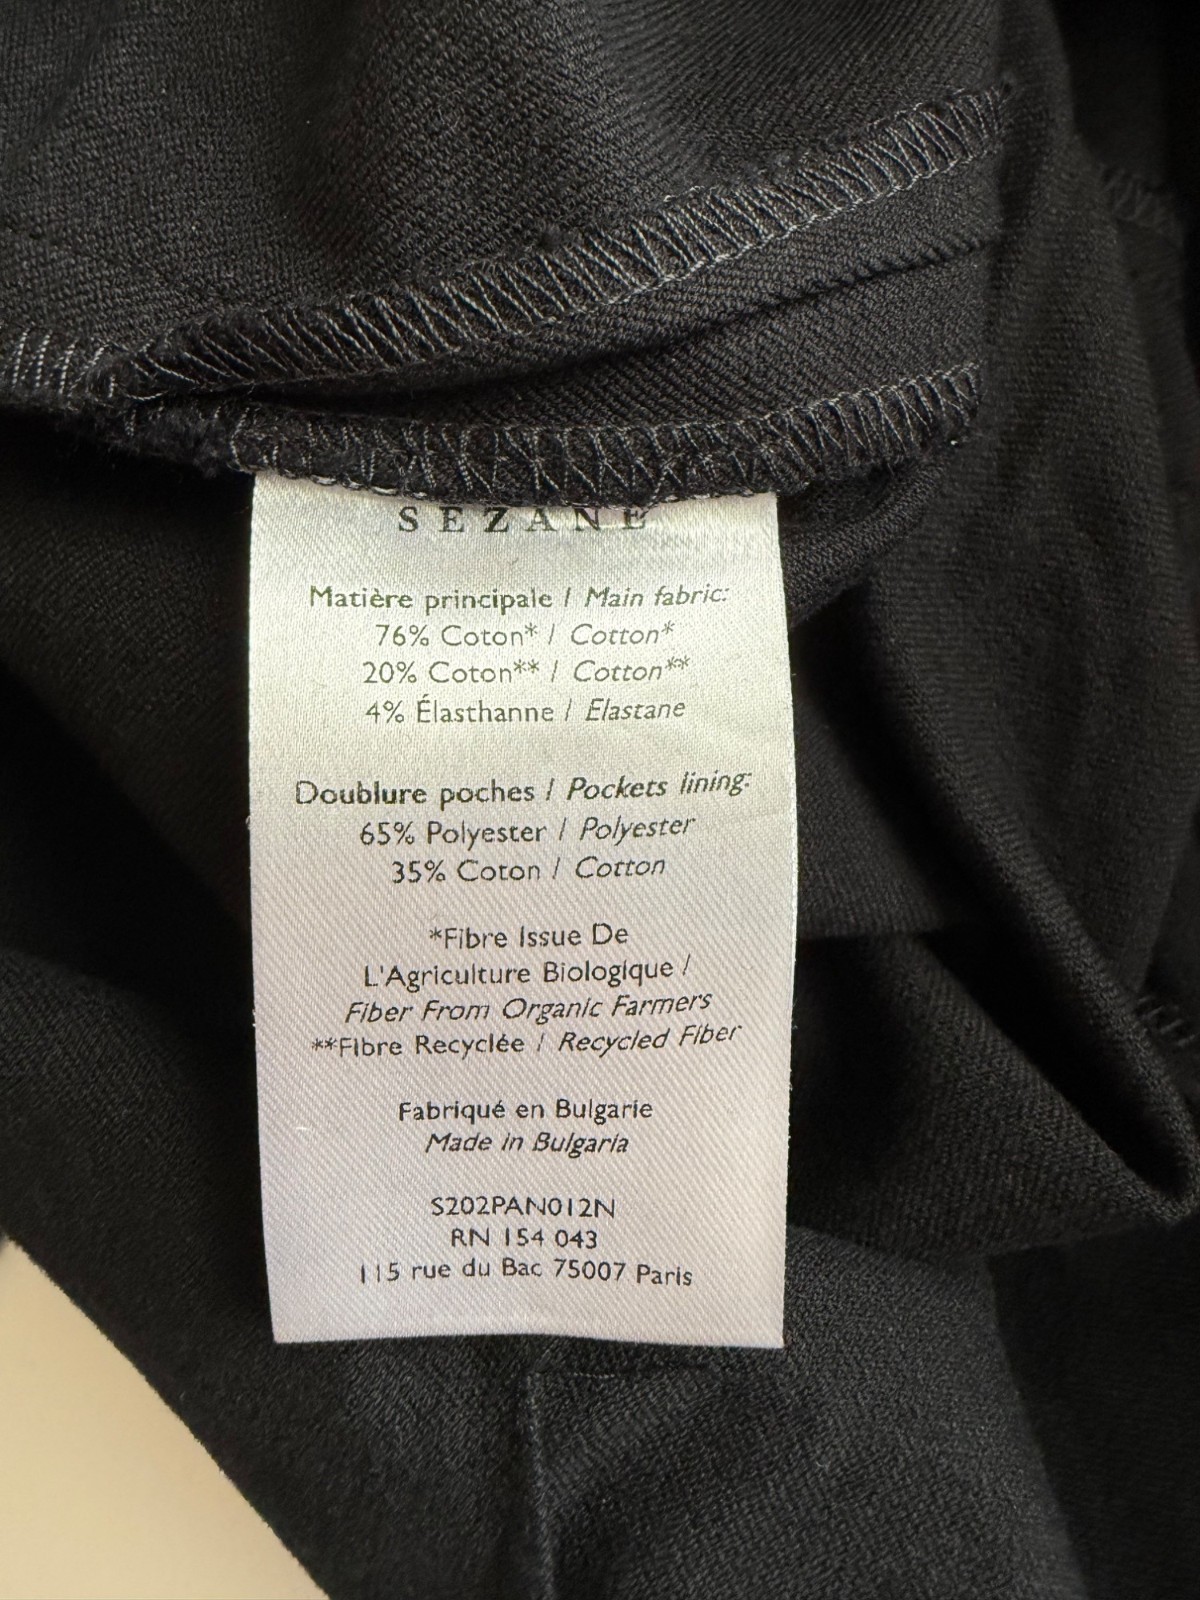 SEZANE
Matière principale / Main fabric:
76% Coton* / Cotton*
20% Coton** / Cotton**
4% Élasthanne / Elastane
Doublure poches / Pockets lining:
65% Polyester / Polyester
35% Coton / Cotton
*Fibre Issue De
L'Agriculture Biologique /
Fiber From Organic Farmers
**Fibre Recyclée / Recycled Fiber
Fabriqué en Bulgarie
Made in Bulgaria
S202PAN012N
RN 154 043
115 rue du Bac 75007 Paris